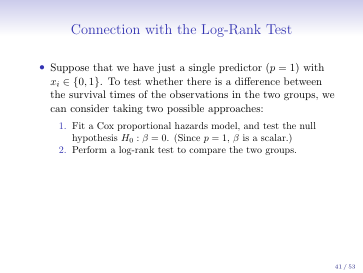 Connection with the Log-Rank Test
• Suppose that we have just a single predictor (p = 1) with
xᵢ ∈ {0, 1}. To test whether there is a difference between
the survival times of the observations in the two groups, we
can consider taking two possible approaches:
1. Fit a Cox proportional hazards model, and test the null
hypothesis H₀ : β = 0. (Since p = 1, β is a scalar.)
2. Perform a log-rank test to compare the two groups.
41 / 53